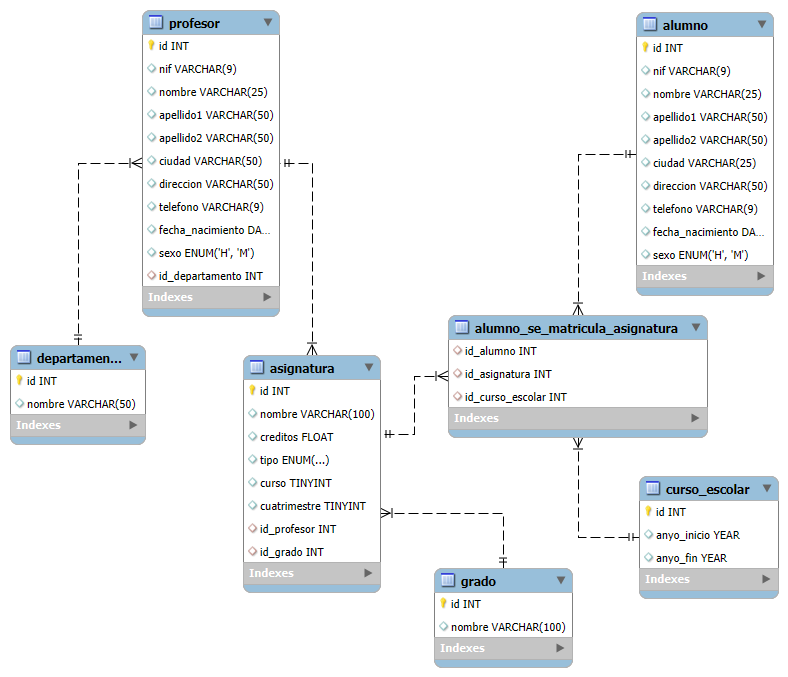 profesor
id INT
nif VARCHAR(9)
nombre VARCHAR(25)
apellido1 VARCHAR(50)
apellido2 VARCHAR(50)
ciudad VARCHAR(50)
direccion VARCHAR(50)
telefono VARCHAR(9)
fecha_nacimiento DA...
sexo ENUM('H', 'M')
id_departamento INT
Indexes
alumno
id INT
nif VARCHAR(9)
nombre VARCHAR(25)
apellido1 VARCHAR(50)
apellido2 VARCHAR(50)
ciudad VARCHAR(25)
direccion VARCHAR(50)
telefono VARCHAR(9)
fecha_nacimiento DA...
sexo ENUM('H', 'M')
Indexes
departamen...
id INT
nombre VARCHAR(50)
Indexes
asignatura
id INT
nombre VARCHAR(100)
creditos FLOAT
tipo ENUM(...)
curso TINYINT
cuatrimestre TINYINT
id_profesor INT
id_grado INT
Indexes
alumno_se_matricula_asignatura
id_alumno INT
id_asignatura INT
id_curso_escolar INT
Indexes
curso_escolar
id INT
anyo_inicio YEAR
anyo_fin YEAR
Indexes
grado
id INT
nombre VARCHAR(100)
Indexes